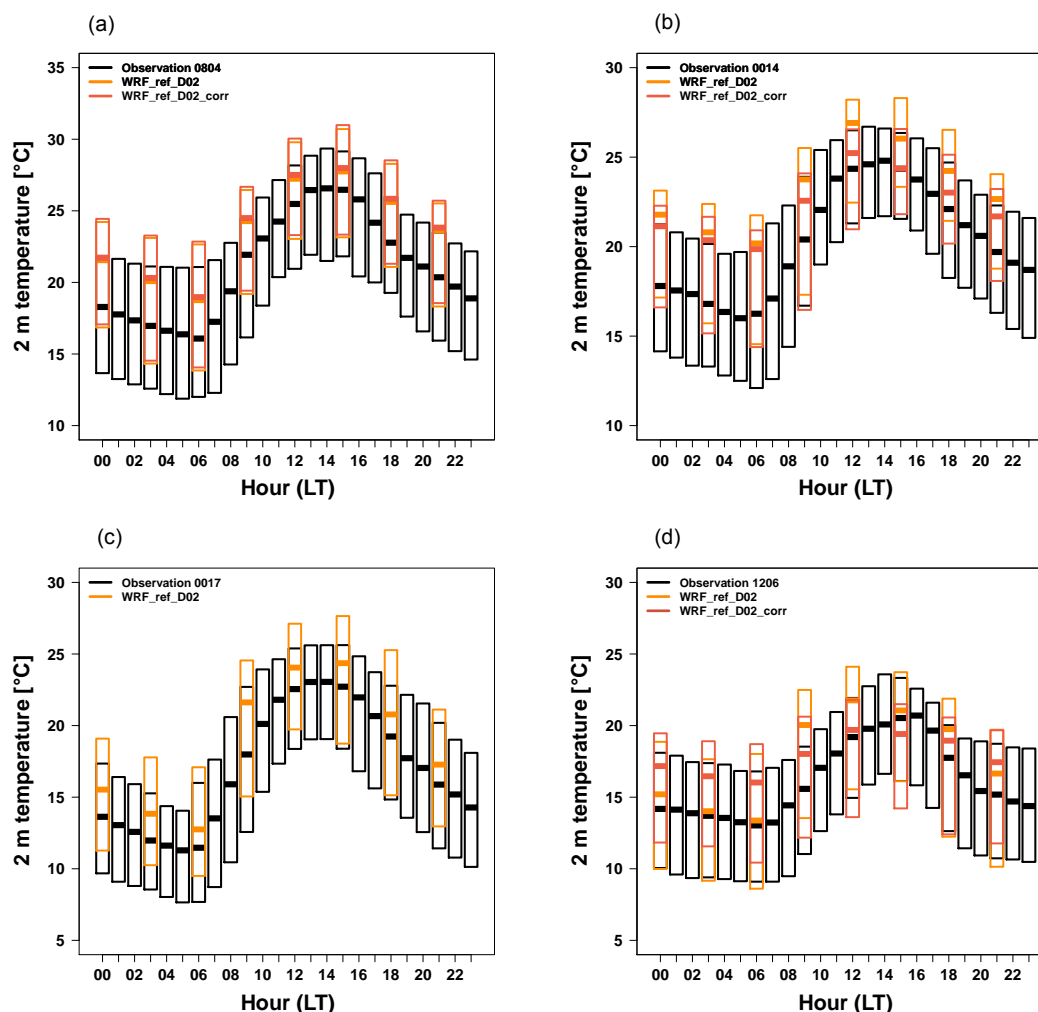 (a)
Observation 0804
WRF_ref_D02
WRF_ref_D02_corr
2 m temperature [°C]
35
30
25
20
15
10
00 02 04 06 08 10 12 14 16 18 20 22
Hour (LT)
(b)
Observation 0014
WRF_ref_D02
WRF_ref_D02_corr
2 m temperature [°C]
30
25
20
15
10
00 02 04 06 08 10 12 14 16 18 20 22
Hour (LT)
(c)
Observation 0017
WRF_ref_D02
2 m temperature [°C]
30
25
20
15
10
5
00 02 04 06 08 10 12 14 16 18 20 22
Hour (LT)
(d)
Observation 1206
WRF_ref_D02
WRF_ref_D02_corr
2 m temperature [°C]
30
25
20
15
10
5
00 02 04 06 08 10 12 14 16 18 20 22
Hour (LT)